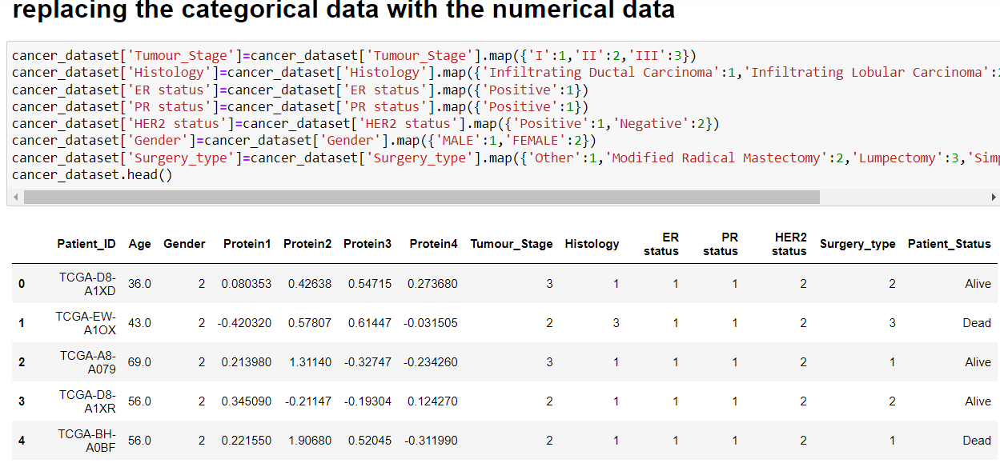 replacing the categorical data with the numerical data
cancer_dataset['Tumour_Stage']=cancer_dataset['Tumour_Stage'].map({'I':1,'II':2,'III':3})
cancer_dataset['Histology']=cancer_dataset['Histology'].map({'Infiltrating Ductal Carcinoma':1,'Infiltrating Lobular Carcinoma':2
cancer_dataset['ER status']=cancer_dataset['ER status'].map({'Positive':1})
cancer_dataset['PR status']=cancer_dataset['PR status'].map({'Positive':1})
cancer_dataset['HER2 status']=cancer_dataset['HER2 status'].map({'Positive':1,'Negative':2})
cancer_dataset['Gender']=cancer_dataset['Gender'].map({'MALE':1,'FEMALE':2})
cancer_dataset['Surgery_type']=cancer_dataset['Surgery_type'].map({'Other':1,'Modified Radical Mastectomy':2,'Lumpectomy':3,'Simp
cancer_dataset.head()
Patient_ID Age Gender Protein1 Protein2 Protein3 Protein4 Tumour_Stage Histology ER status PR status HER2 status Surgery_type Patient_Status
0 TCGA-D8-A1XD 36.0 2 0.080353 0.42638 0.54715 0.273680 3 1 1 1 2 2 Alive
1 TCGA-EW-A1OX 43.0 2 -0.420320 0.57807 0.61447 -0.031505 2 3 1 1 2 3 Dead
2 TCGA-A8-A079 69.0 2 0.213980 1.31140 -0.32747 -0.234260 3 1 1 1 2 1 Alive
3 TCGA-D8-A1XR 56.0 2 0.345090 -0.21147 -0.19304 0.124270 2 1 1 1 2 2 Alive
4 TCGA-BH-A0BF 56.0 2 0.221550 1.90680 0.52045 -0.311990 2 1 1 1 2 1 Dead